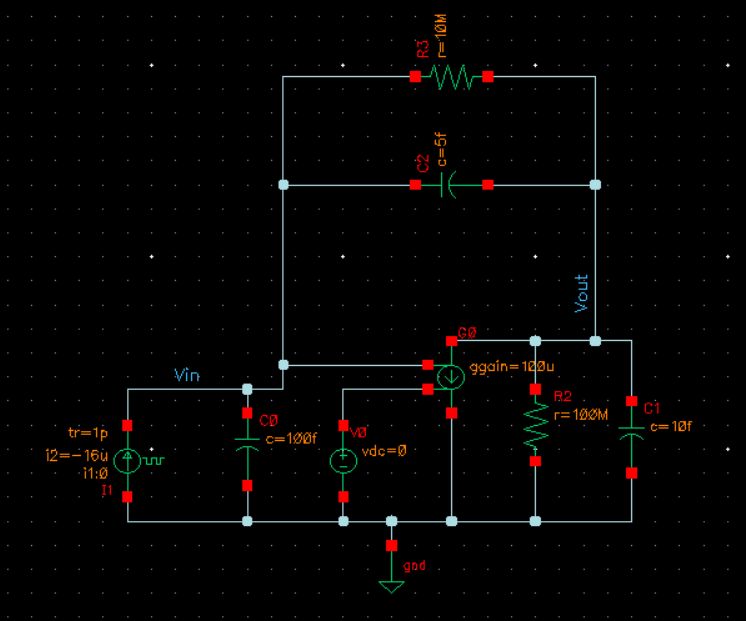 R3
r=10M
C2
c=5f
Vout
G0
ggain=100u
Vin
R2
r=100M
C1
c=10f
C0
c=100f
V0
vdc=0
tr=1p
i2=-16u
i1:0
I1
gnd